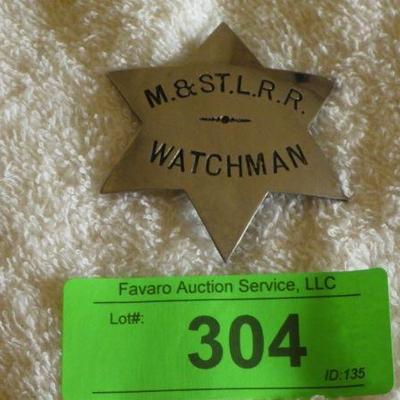 M.&ST.L.R.R.
WATCHMAN
Favaro Auction Service, LLC
Lot#:
304
ID:135